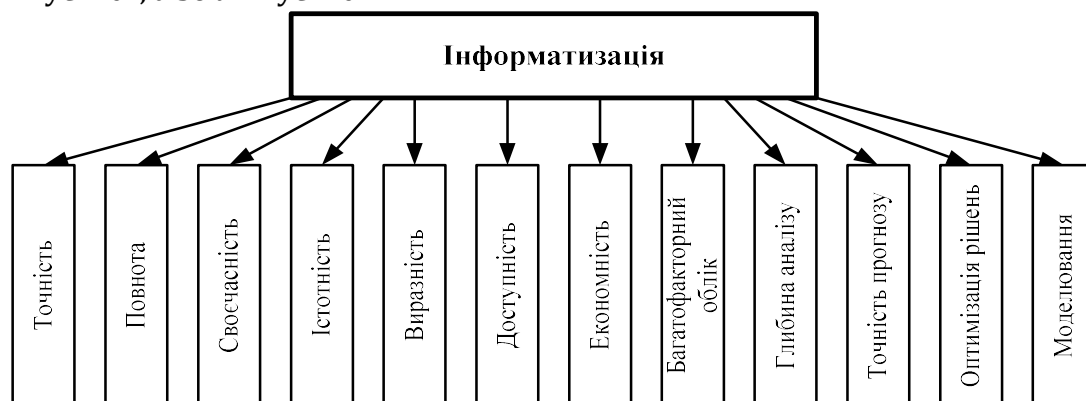 Інформатизація
Точність
Повнота
Своєчасність
Істотність
Виразність
Доступність
Економність
Багатофакторний
облік
Глибина аналізу
Точність прогнозу
Оптимізація рішень
Моделювання